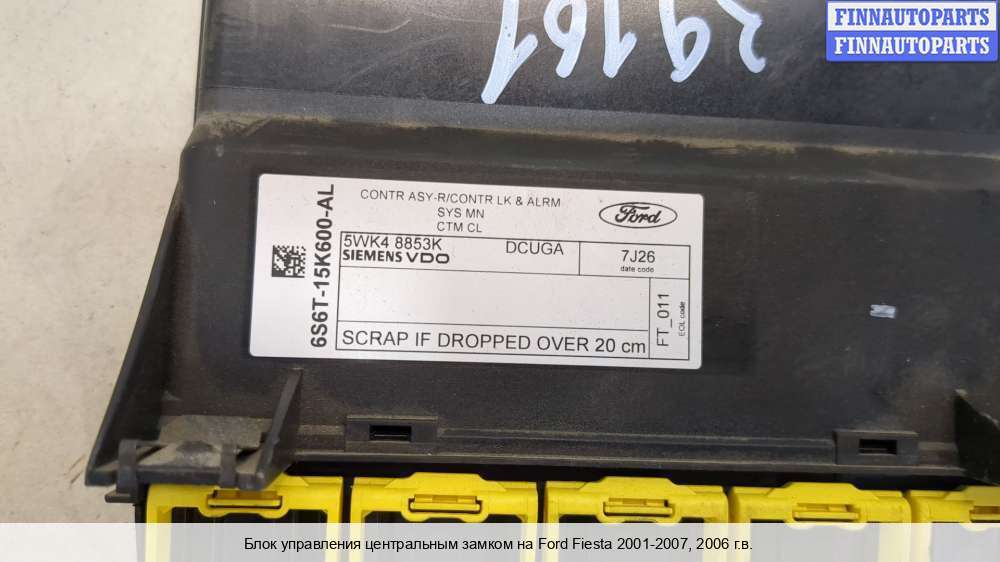 FINNAUTOPARTS
FINNAUTOPARTS
39161
CONTR ASY-R/CONTR LK & ALRM
SYS MN
CTM CL
Ford
6S6T-15K600-AL
5WK4 8853K
DCUGA
SIEMENS VDO
7J26
date code
FT_011
EOL code
SCRAP IF DROPPED OVER 20 cm
Блок управления центральным замком на Ford Fiesta 2001-2007, 2006 г.в.